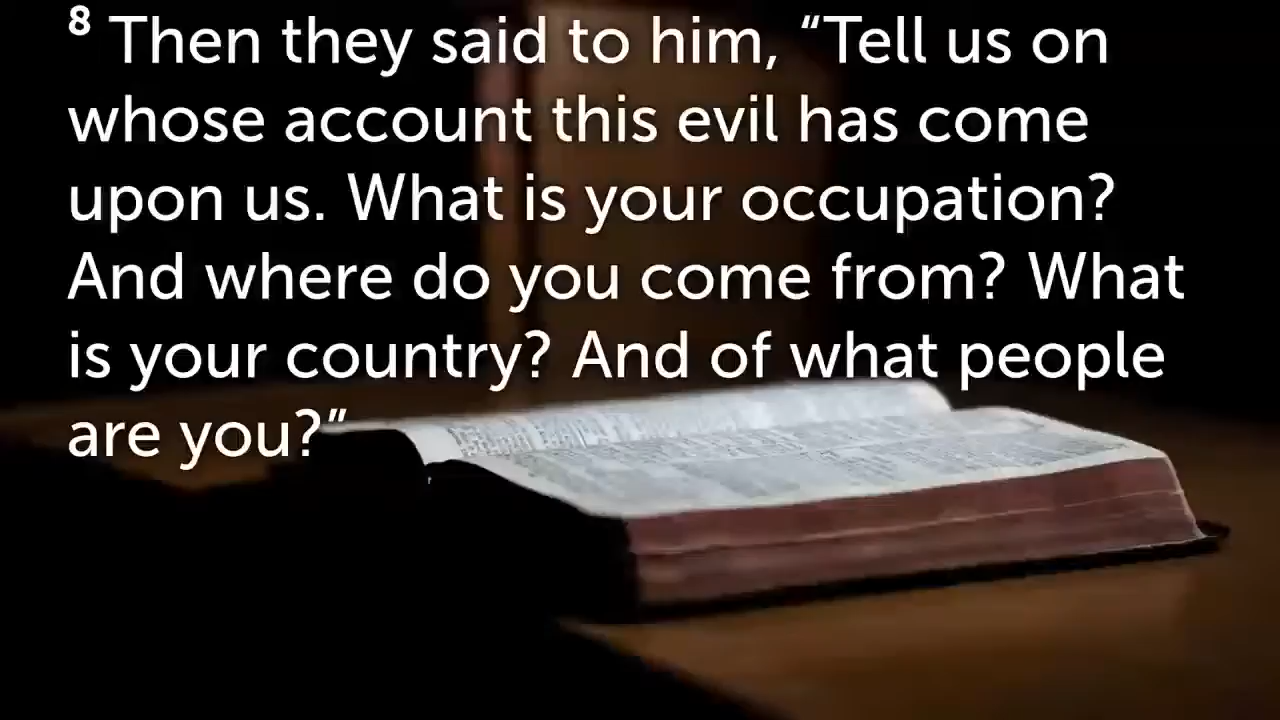 8 Then they said to him, “Tell us on
whose account this evil has come
upon us. What is your occupation?
And where do you come from? What
is your country? And of what people
are you?”